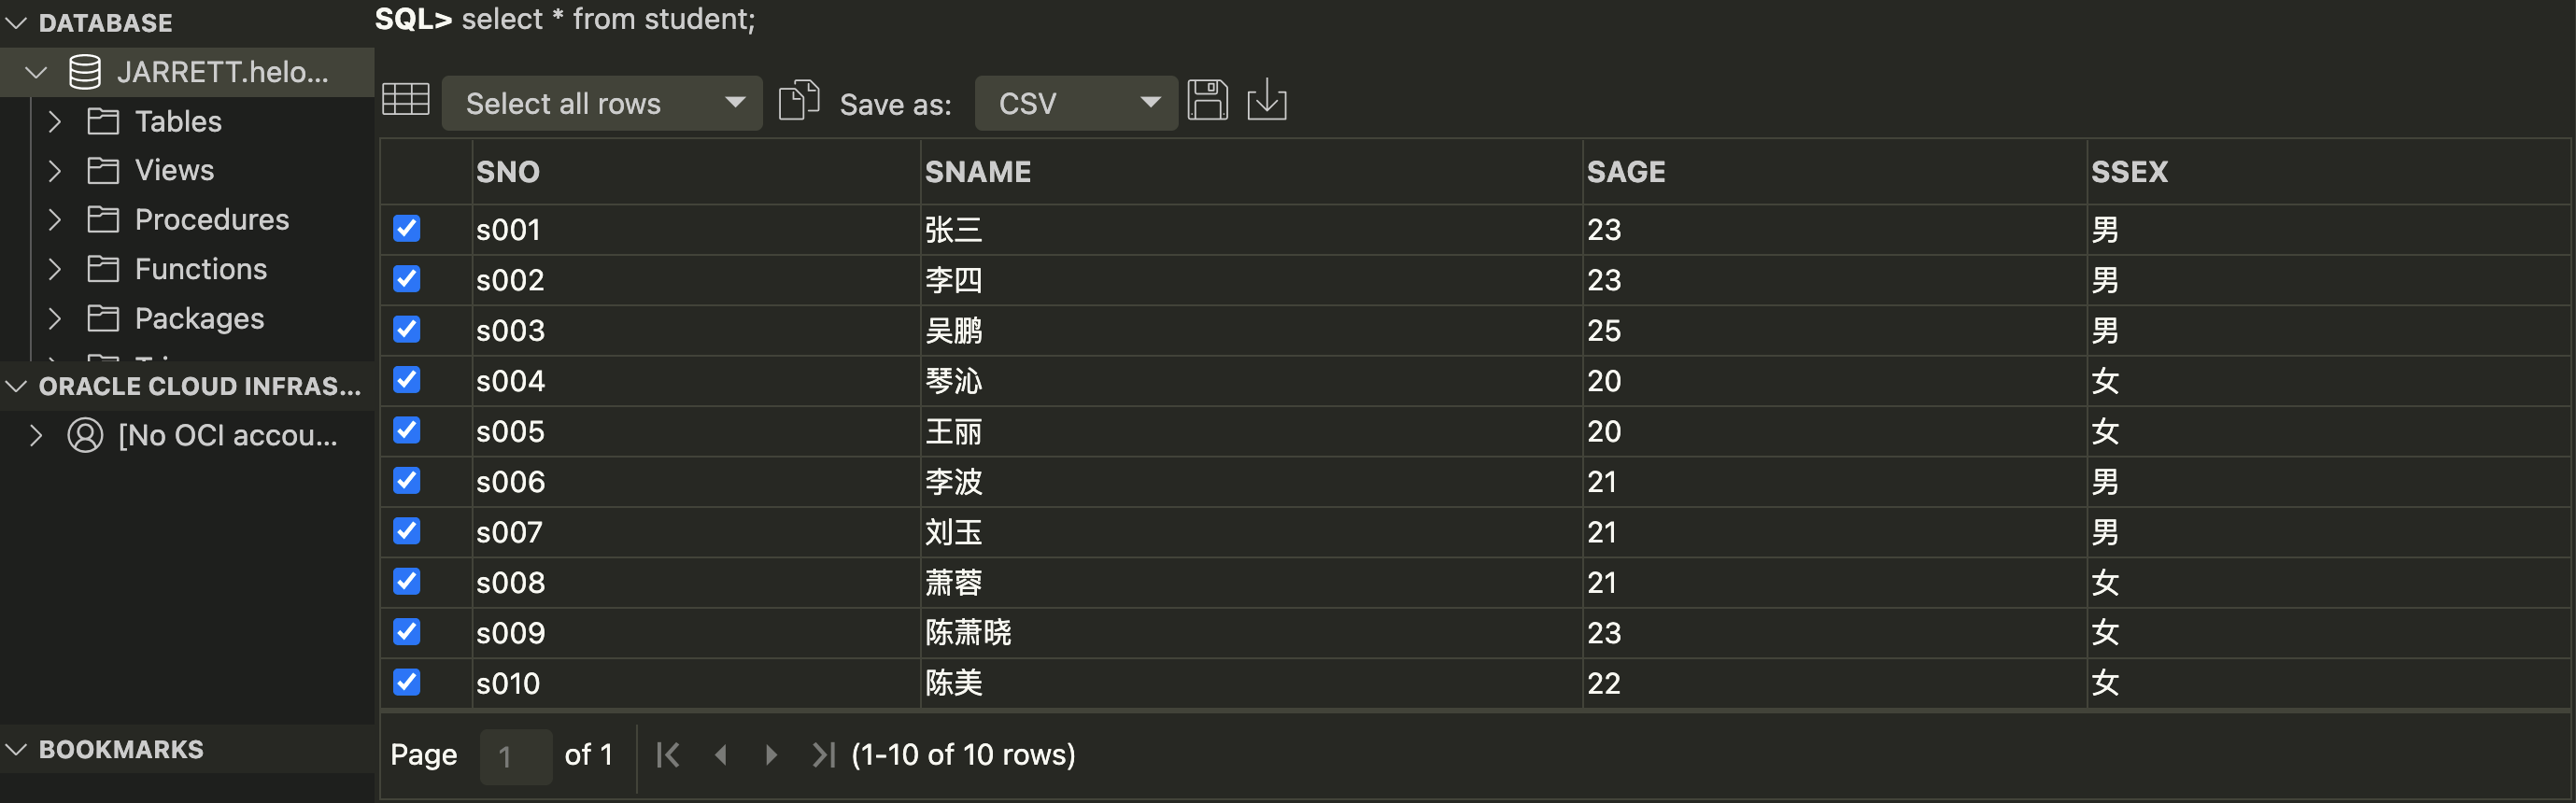 DATABASE
JARRETT.helo...
Tables
Views
Procedures
Functions
Packages
ORACLE CLOUD INFRAS...
[No OCI accou...
BOOKMARKS
SQL> select * from student;
Select all rows Save as: CSV
SNO SNAME SAGE SSEX
s001 张三 23 男
s002 李四 23 男
s003 吴鹏 25 男
s004 琴沁 20 女
s005 王丽 20 女
s006 李波 21 男
s007 刘玉 21 男
s008 萧蓉 21 女
s009 陈萧晓 23 女
s010 陈美 22 女
Page 1 of 1 (1-10 of 10 rows)